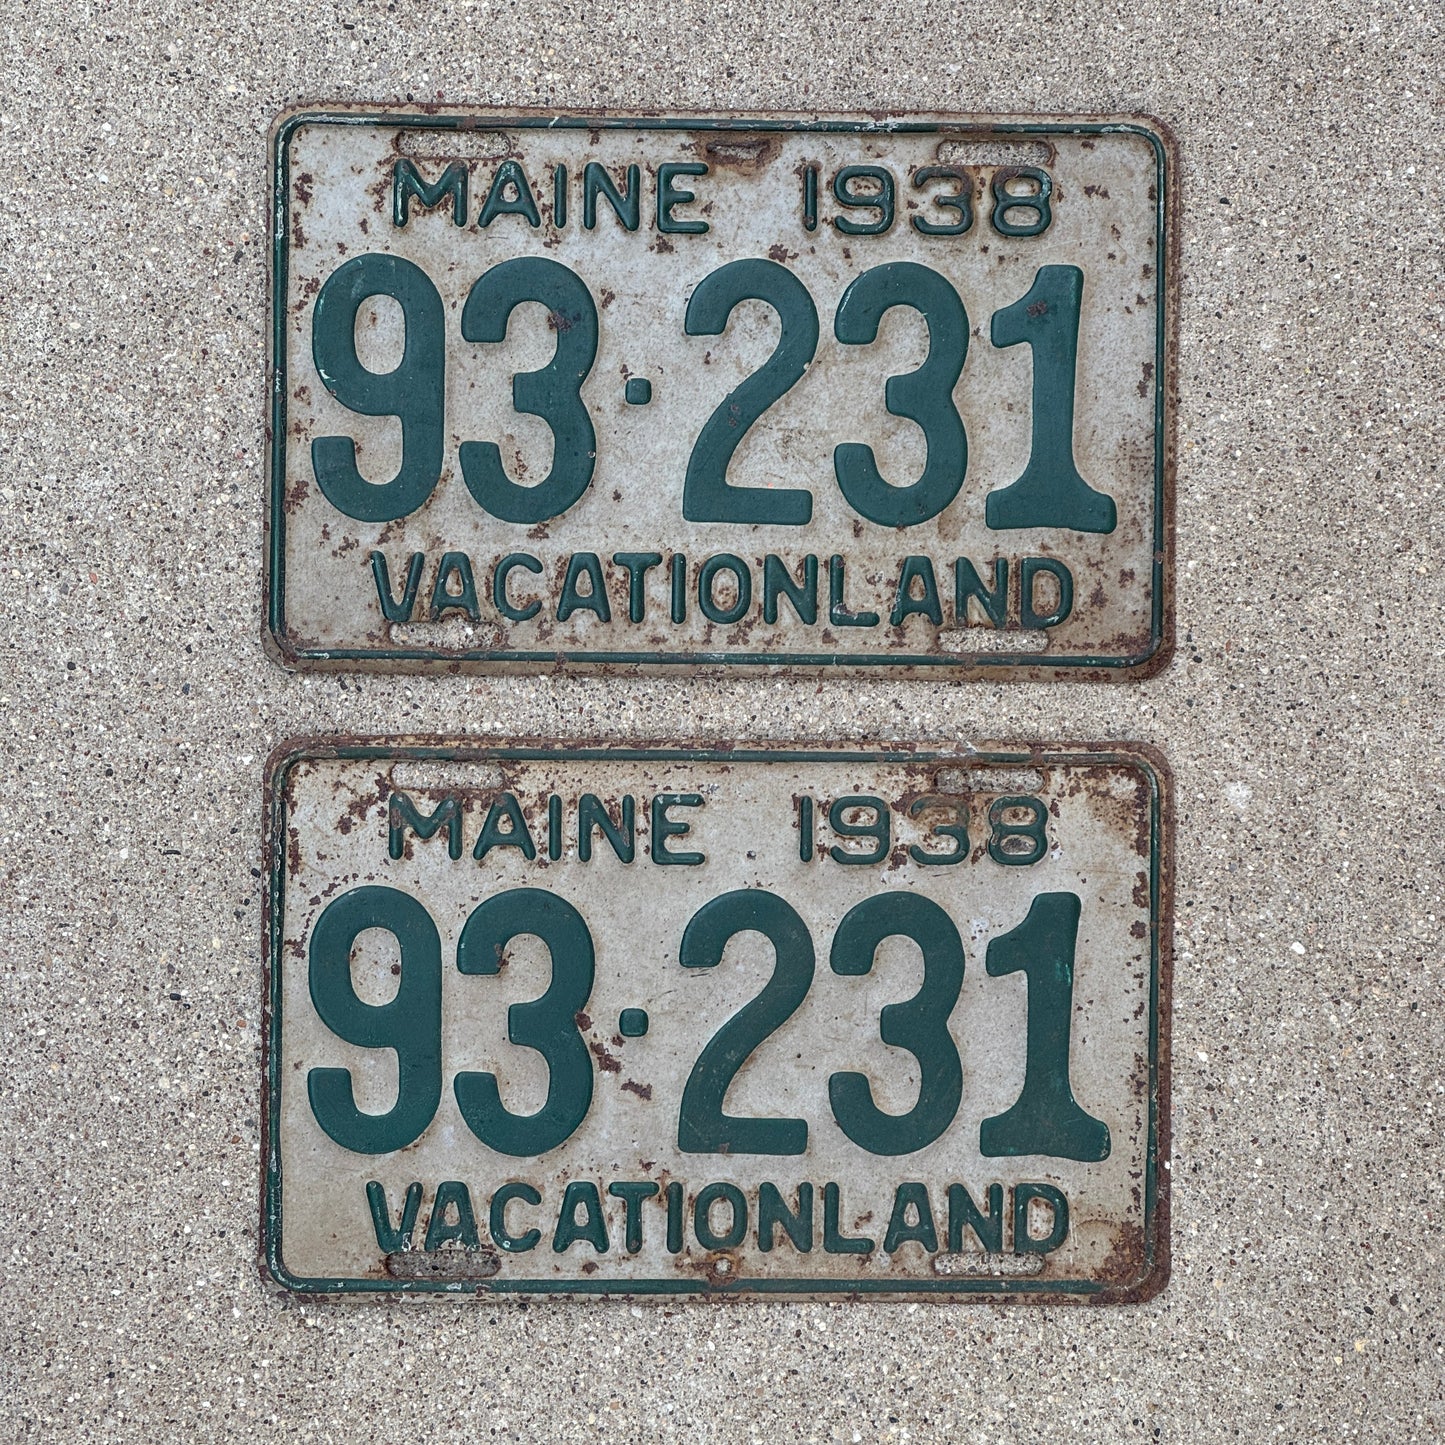 MAINE 1938
93·231
VACATIONLAND
MAINE 1938
93·231
VACATIONLAND